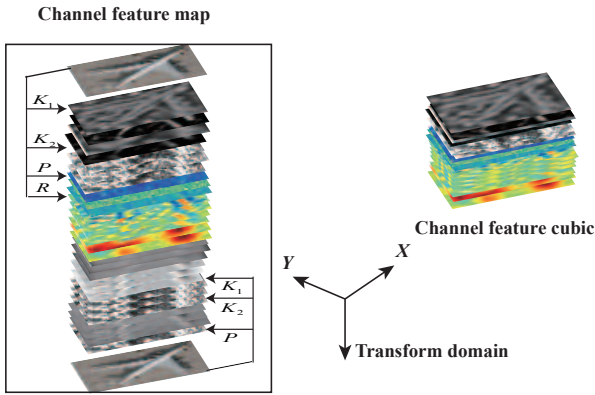 Channel feature map
K1
K2
P
R
K1
K2
P
Channel feature cubic
X
Y
Transform domain